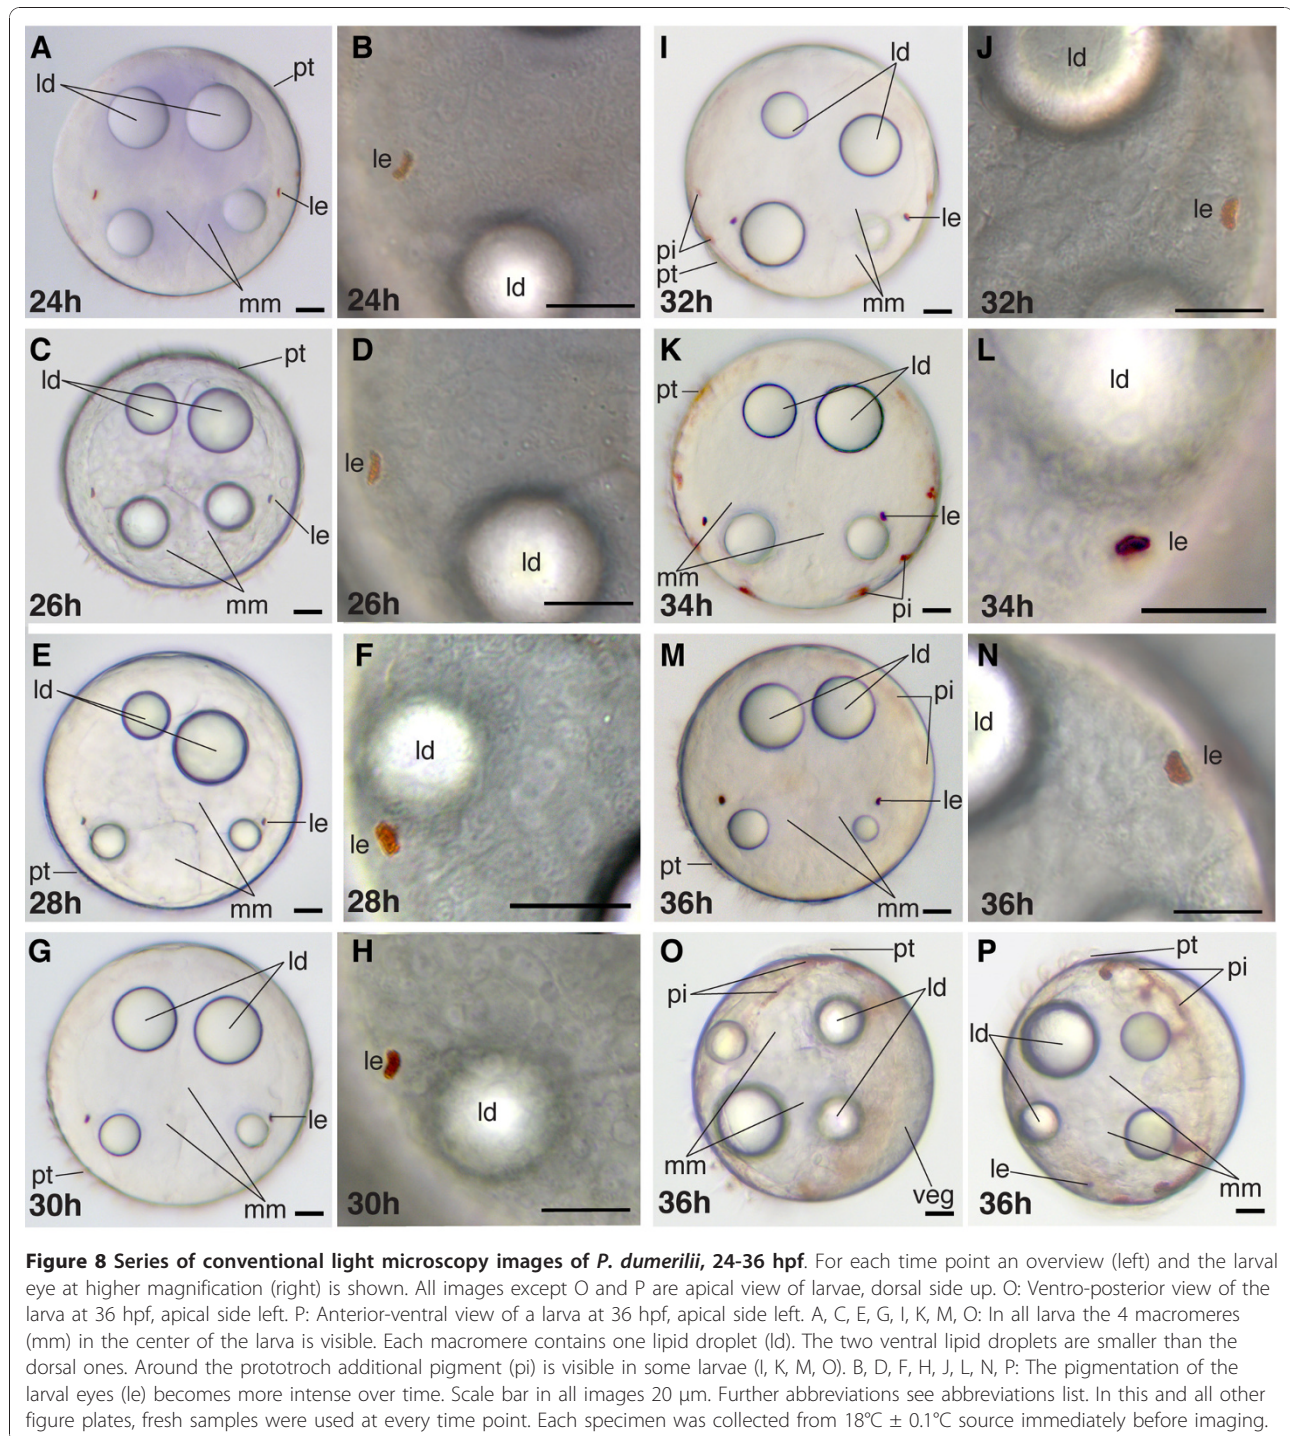 A
ld
pt
le
mm
24h
B
le
ld
24h
C
ld
pt
le
mm
26h
D
le
ld
26h
E
ld
le
pt
mm
28h
F
ld
le
28h
G
ld
le
pt
mm
30h
H
le
ld
30h
I
ld
le
pi
pt
mm
32h
J
ld
le
32h
K
pt
ld
le
mm
pi
34h
L
ld
le
34h
M
ld
pi
le
pt
mm
36h
N
ld
le
36h
O
pt
pi
ld
mm
veg
36h
P
pt
pi
ld
le
mm
36h
Figure 8 Series of conventional light microscopy images of P. dumerilii, 24-36 hpf. For each time point an overview (left) and the larval
eye at higher magnification (right) is shown. All images except O and P are apical view of larvae, dorsal side up. O: Ventro-posterior view of the
larva at 36 hpf, apical side left. P: Anterior-ventral view of a larva at 36 hpf, apical side left. A, C, E, G, I, K, M, O: In all larva the 4 macromeres
(mm) in the center of the larva is visible. Each macromere contains one lipid droplet (ld). The two ventral lipid droplets are smaller than the
dorsal ones. Around the prototroch additional pigment (pi) is visible in some larvae (I, K, M, O). B, D, F, H, J, L, N, P: The pigmentation of the
larval eyes (le) becomes more intense over time. Scale bar in all images 20 μm. Further abbreviations see abbreviations list. In this and all other
figure plates, fresh samples were used at every time point. Each specimen was collected from 18°C ± 0.1°C source immediately before imaging.